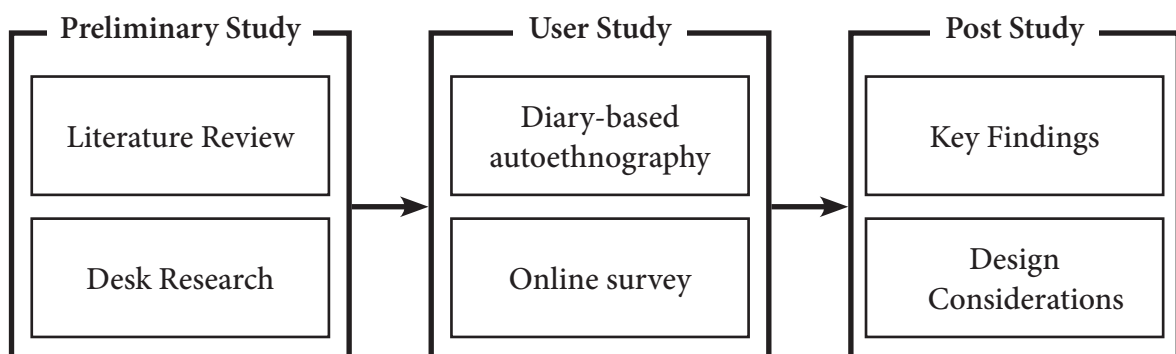 Preliminary Study
Literature Review
Desk Research
User Study
Diary-based
autoethnography
Online survey
Post Study
Key Findings
Design
Considerations